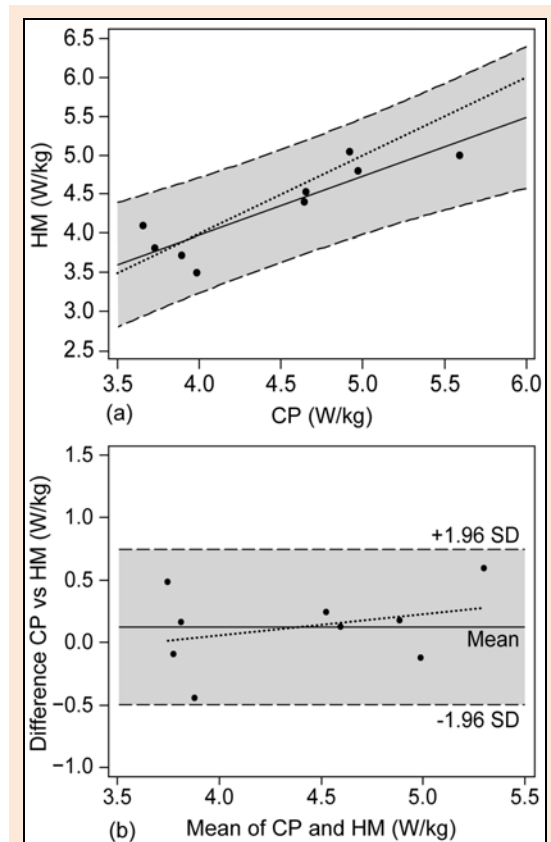 6.5
6.0
5.5
5.0
4.5
4.0
3.5
3.0
2.5
HM (W/kg)
3.5 4.0 4.5 5.0 5.5 6.0
(a) CP (W/kg)
1.5
1.0
0.5
0.0
−0.5
−1.0
Difference CP vs HM (W/kg)
+1.96 SD
Mean
-1.96 SD
3.5 4.0 4.5 5.0 5.5
(b) Mean of CP and HM (W/kg)